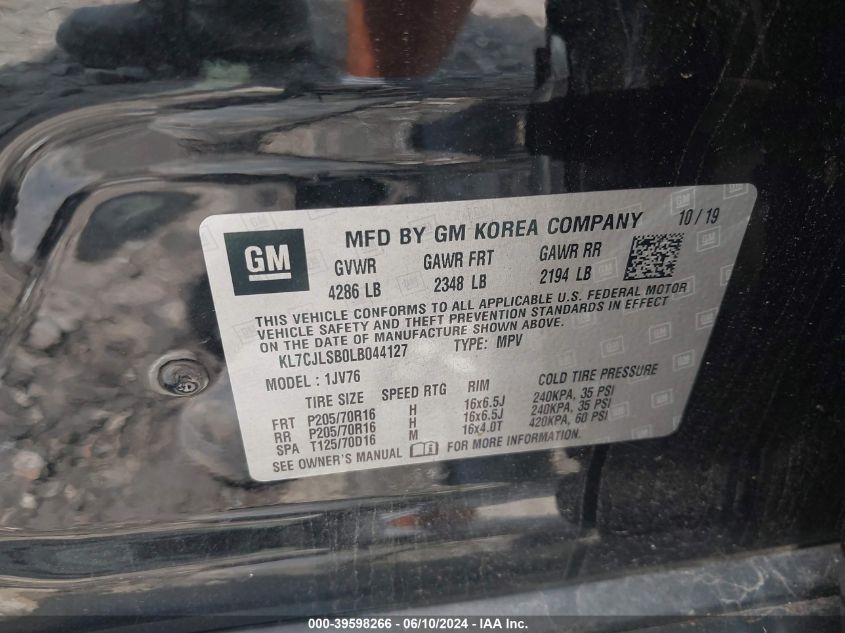 GM
MFD BY GM KOREA COMPANY 10/19
GVWR GAWR FRT GAWR RR
4286 LB 2348 LB 2194 LB
THIS VEHICLE CONFORMS TO ALL APPLICABLE U.S. FEDERAL MOTOR
VEHICLE SAFETY AND THEFT PREVENTION STANDARDS IN EFFECT
ON THE DATE OF MANUFACTURE SHOWN ABOVE.
KL7CJLSB0LB044127 TYPE: MPV
MODEL : 1JV76
TIRE SIZE SPEED RTG RIM COLD TIRE PRESSURE
FRT P205/70R16 H 16x6.5J 240KPA, 35 PSI
RR P205/70R16 H 16x6.5J 240KPA, 35 PSI
SPA T125/70D16 M 16x4.0T 420KPA, 60 PSI
SEE OWNER'S MANUAL FOR MORE INFORMATION.
000-39598266 - 06/10/2024 - IAA Inc.